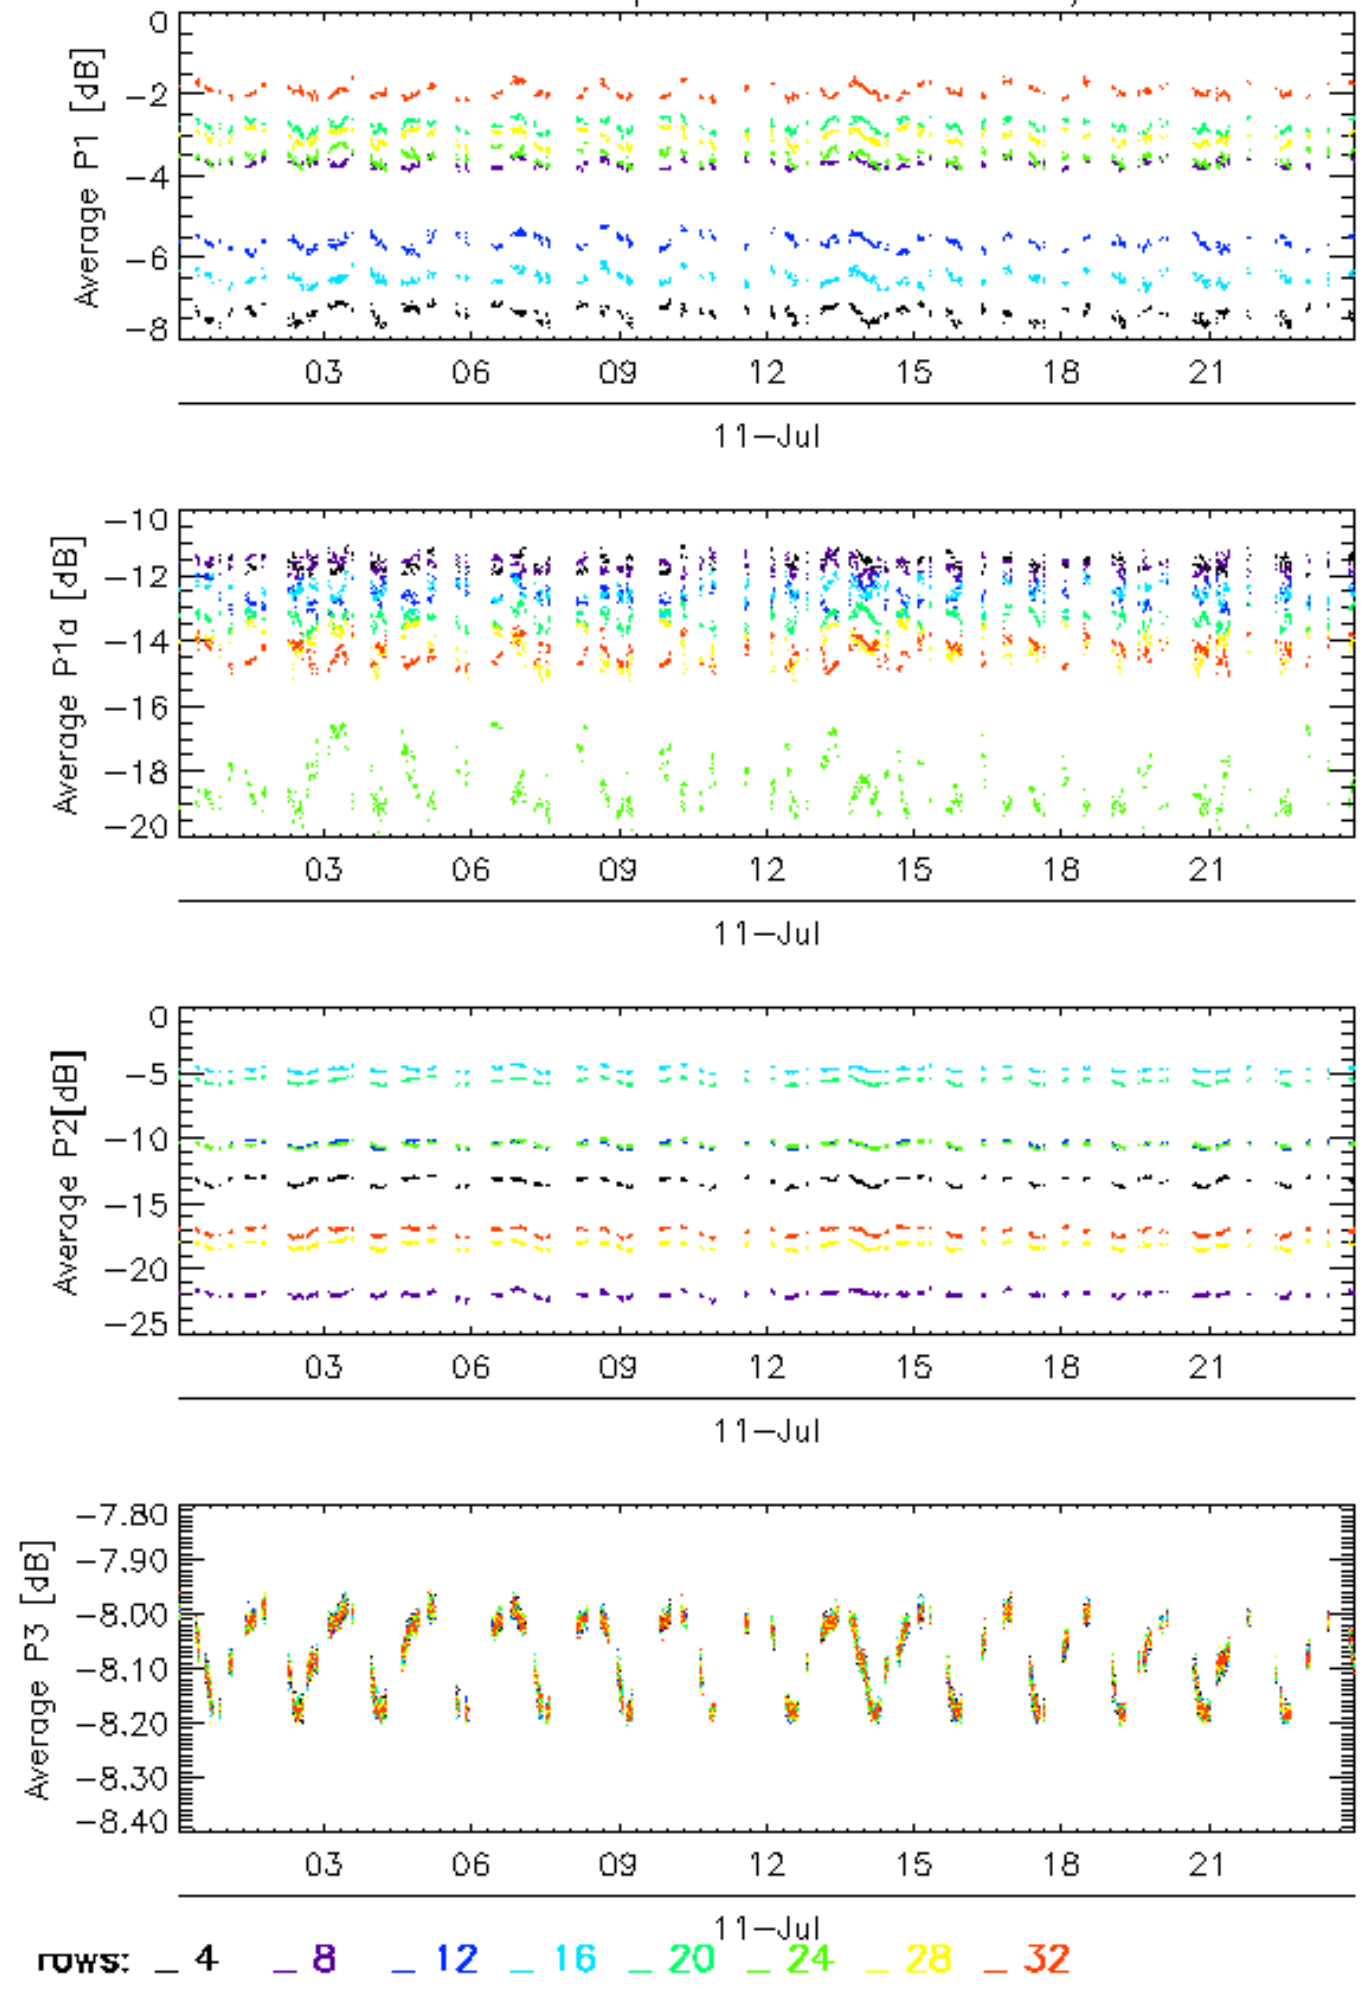 0
−2
−4
−6
−8
Average P1 [dB]
03 06 09 12 15 18 21
11−Jul
−10
−12
−14
−16
−18
−20
Average P1a [dB]
03 06 09 12 15 18 21
11−Jul
0
−5
−10
−15
−20
−25
Average P2[dB]
03 06 09 12 15 18 21
11−Jul
−7.80
−7.90
−8.00
−8.10
−8.20
−8.30
−8.40
Average P3 [dB]
03 06 09 12 15 18 21
11−Jul
rows: _ 4 _ 8 _ 12 _ 16 _ 20 _ 24 _ 28 _ 32